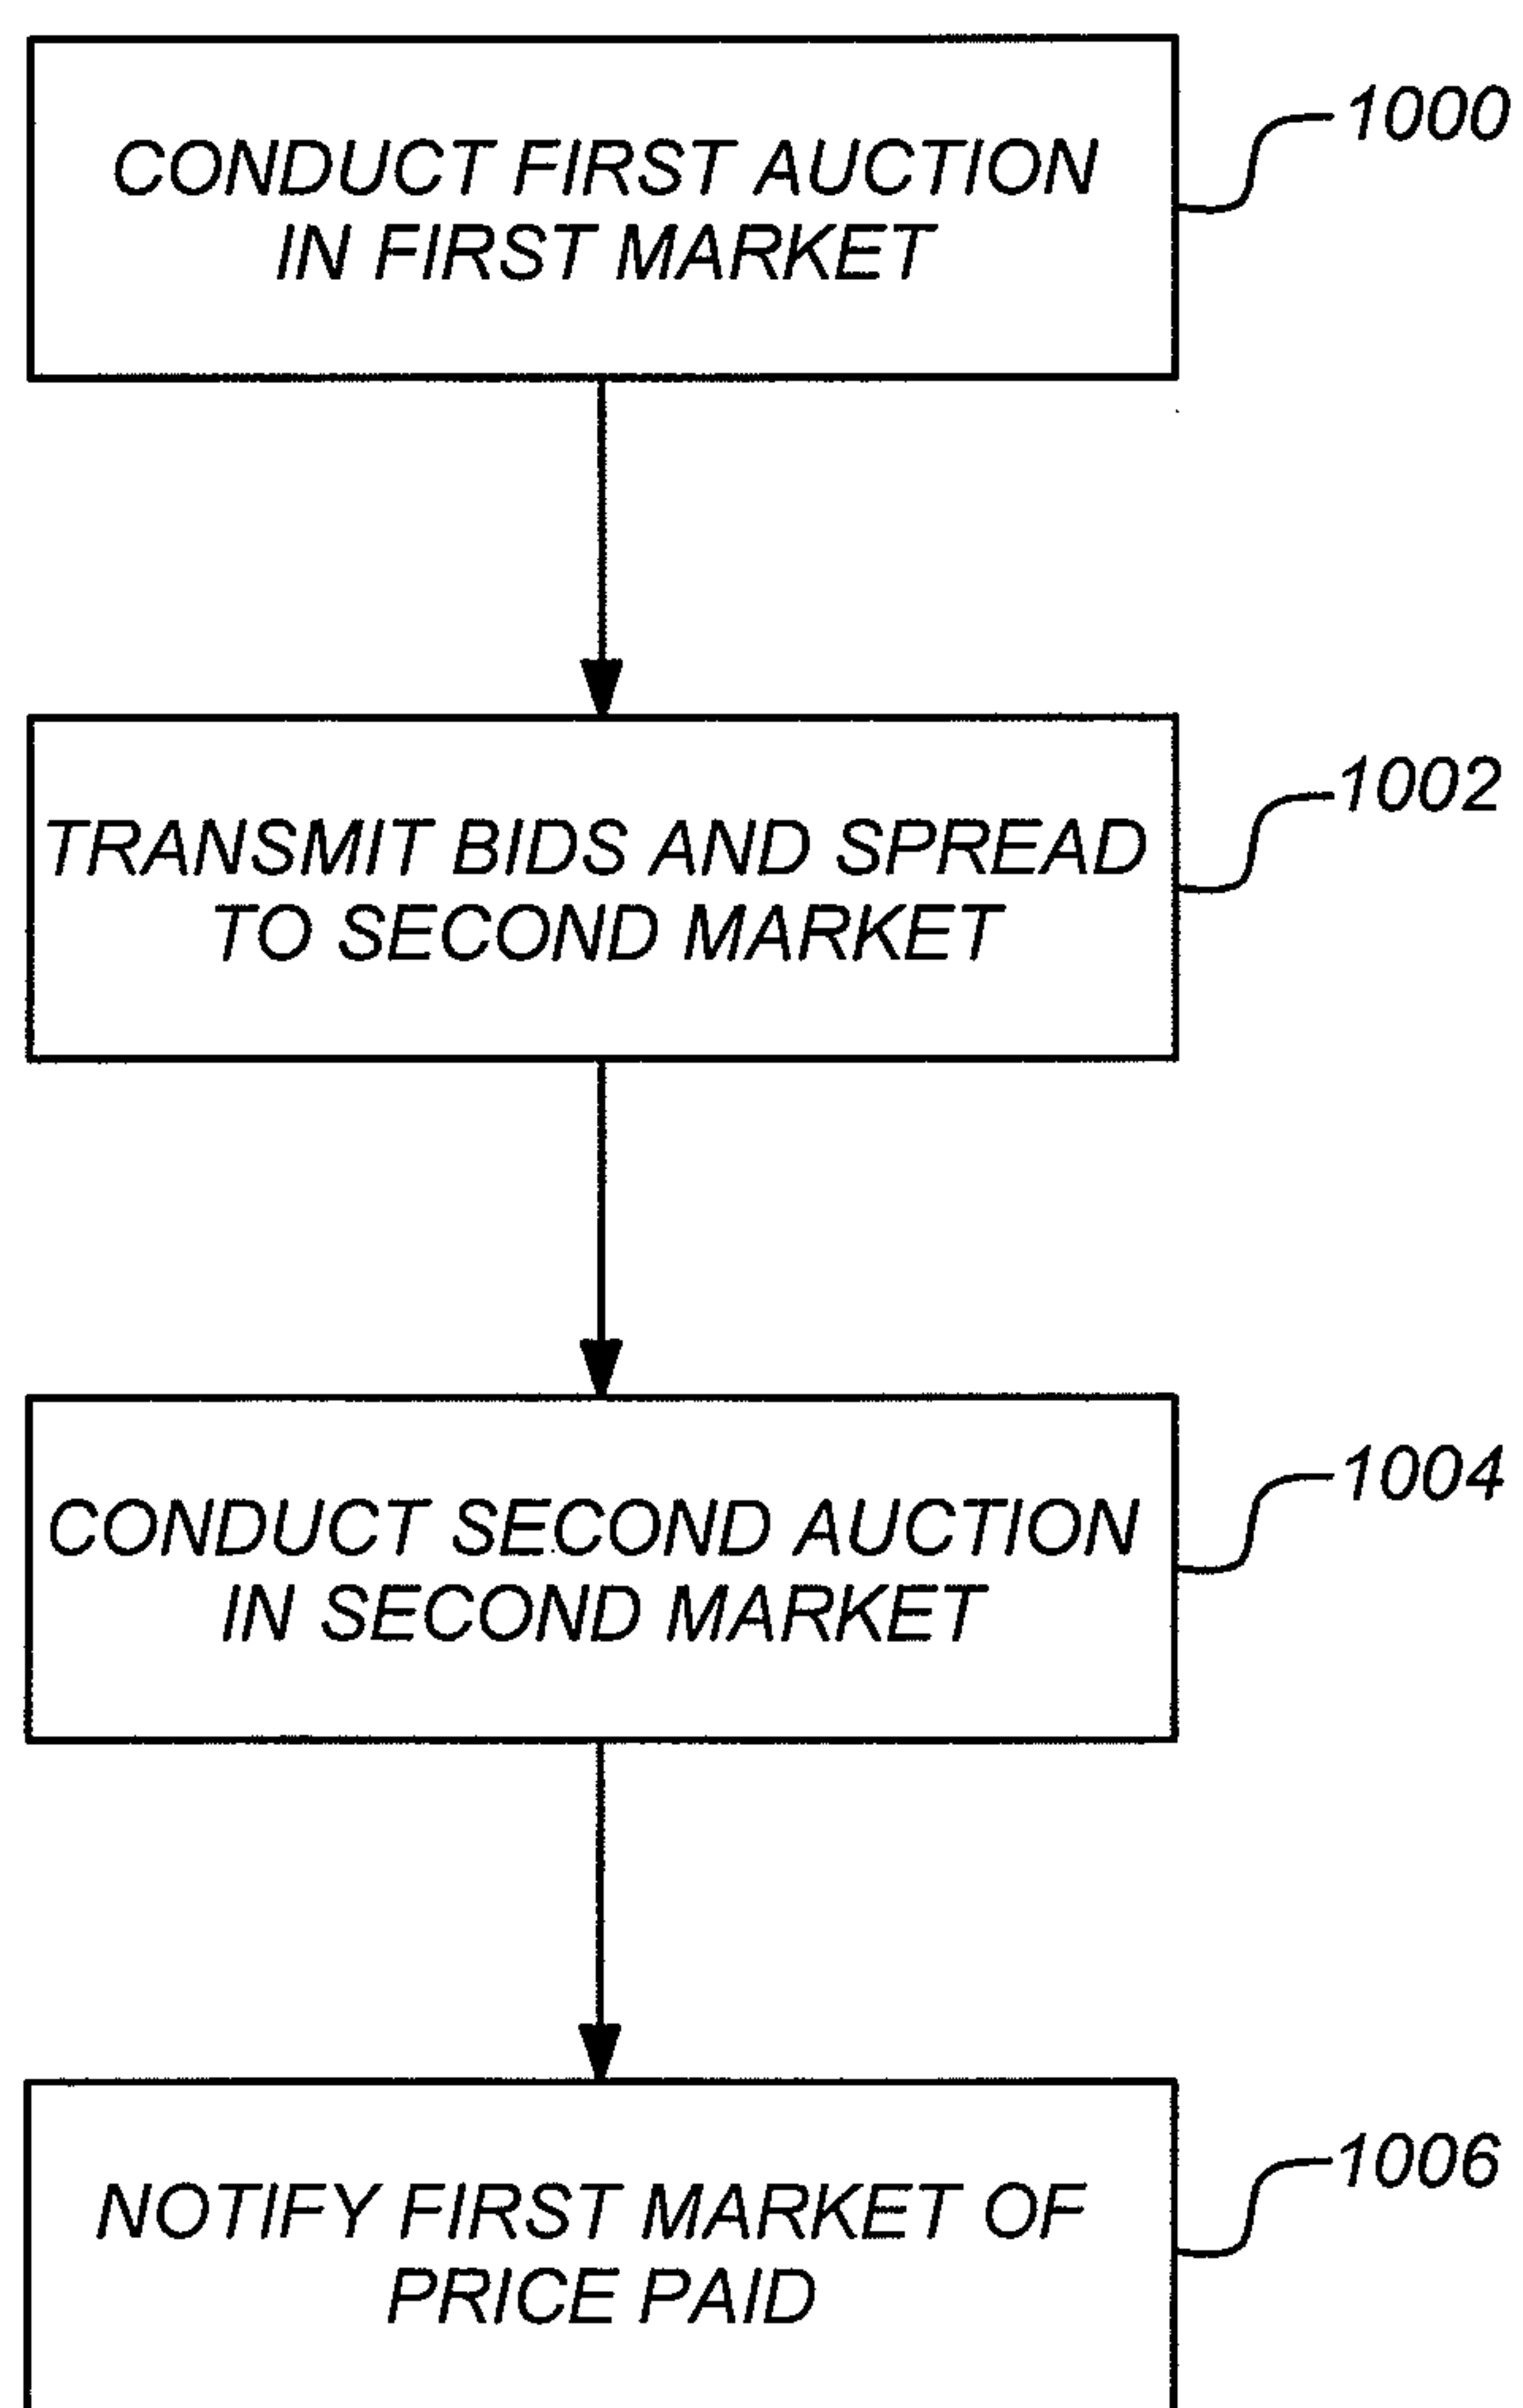 CONDUCT FIRST AUCTION
IN FIRST MARKET
1000
TRANSMIT BIDS AND SPREAD
TO SECOND MARKET
1002
CONDUCT SECOND AUCTION
IN SECOND MARKET
1004
NOTIFY FIRST MARKET OF
PRICE PAID
1006